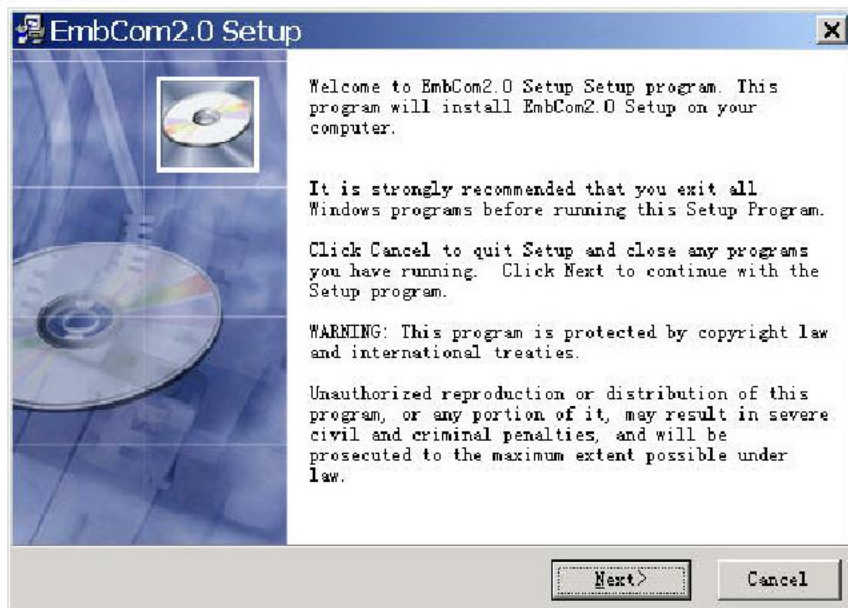 EmbCom2.0 Setup
Welcome to EmbCom2.0 Setup Setup program. This
program will install EmbCom2.0 Setup on your
computer.
It is strongly recommended that you exit all
Windows programs before running this Setup Program.
Click Cancel to quit Setup and close any programs
you have running. Click Next to continue with the
Setup program.
WARNING: This program is protected by copyright law
and international treaties.
Unauthorized reproduction or distribution of this
program, or any portion of it, may result in severe
civil and criminal penalties, and will be
prosecuted to the maximum extent possible under
law.
Next>
Cancel